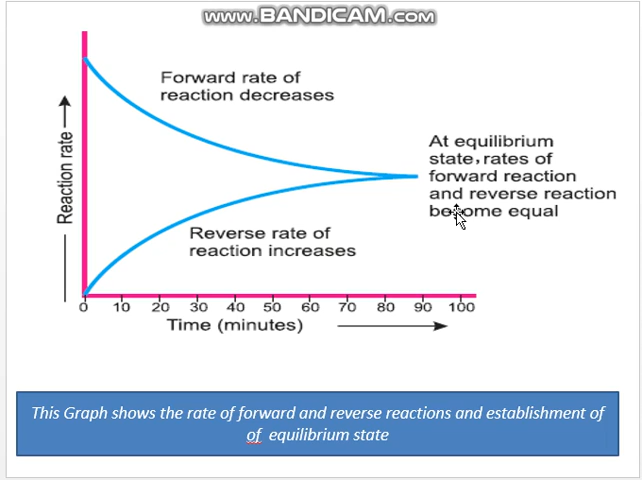 www.BANDICAM.com
Forward rate of
reaction decreases
At equilibrium
state, rates of
forward reaction
and reverse reaction
become equal
Reaction rate
Reverse rate of
reaction increases
0 10 20 30 40 50 60 70 80 90 100
Time (minutes)
This Graph shows the rate of forward and reverse reactions and establishment of
of equilibrium state